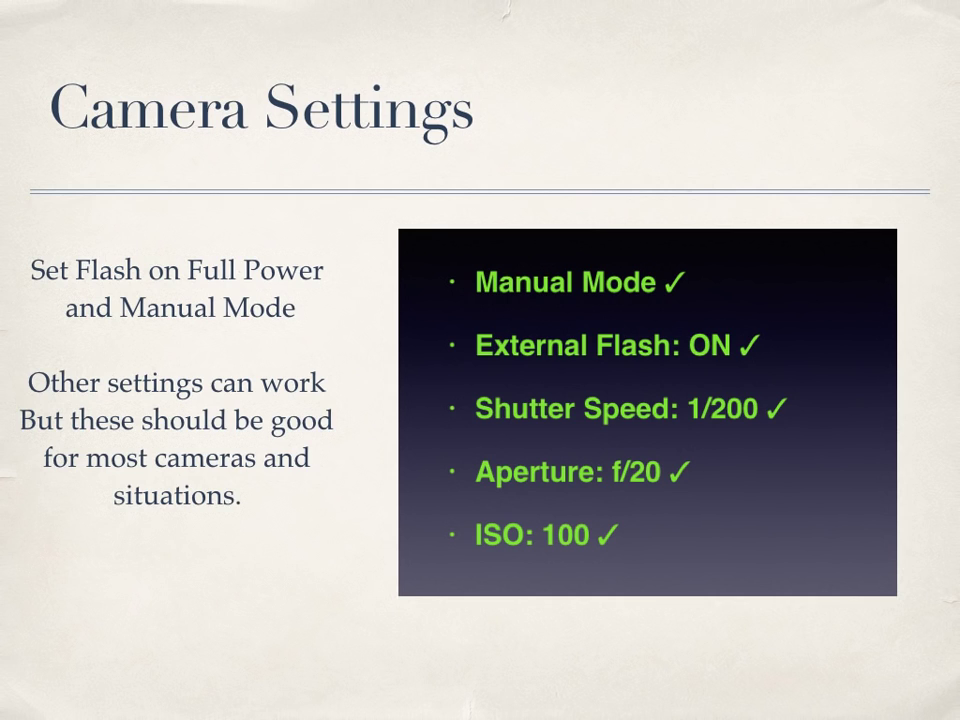 Camera Settings
Set Flash on Full Power
and Manual Mode
Other settings can work
But these should be good
for most cameras and
situations.
· Manual Mode ✓
· External Flash: ON ✓
· Shutter Speed: 1/200 ✓
· Aperture: f/20 ✓
· ISO: 100 ✓